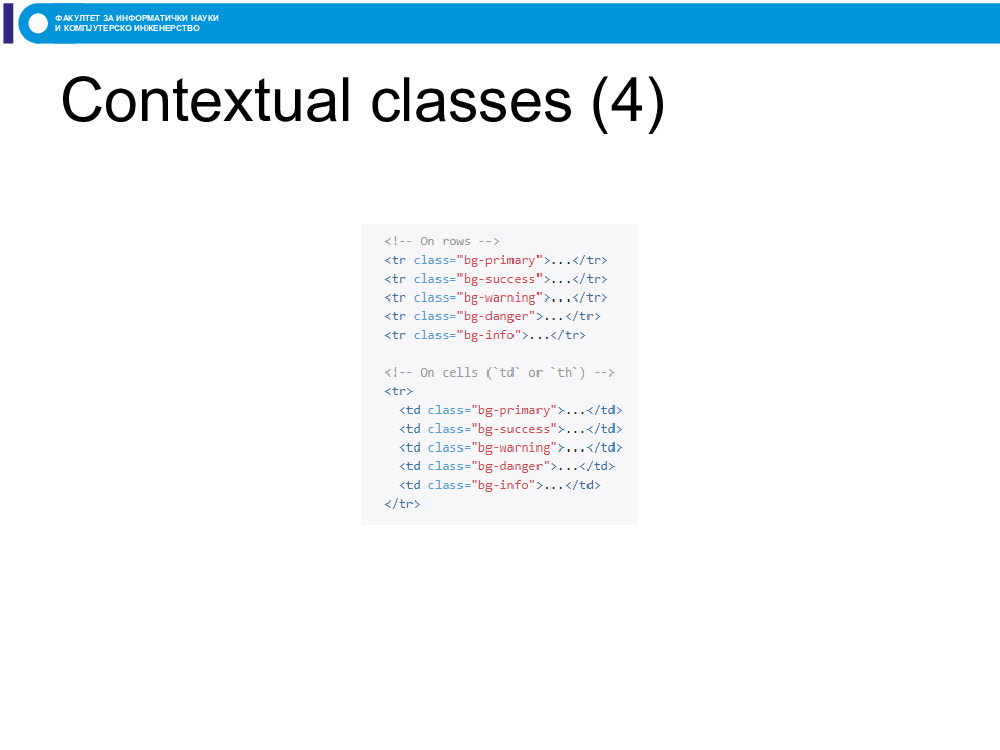 ФАКУЛТЕТ ЗА ИНФОРМАТИЧКИ НАУКИ
И КОМПЈУТЕРСКО ИНЖЕНЕРСТВО
Contextual classes (4)
<!-- On rows -->
<tr class="bg-primary">...</tr>
<tr class="bg-success">...</tr>
<tr class="bg-warning">...</tr>
<tr class="bg-danger">...</tr>
<tr class="bg-info">...</tr>
<!-- On cells (`td` or `th`) -->
<tr>
<td class="bg-primary">...</td>
<td class="bg-success">...</td>
<td class="bg-warning">...</td>
<td class="bg-danger">...</td>
<td class="bg-info">...</td>
</tr>